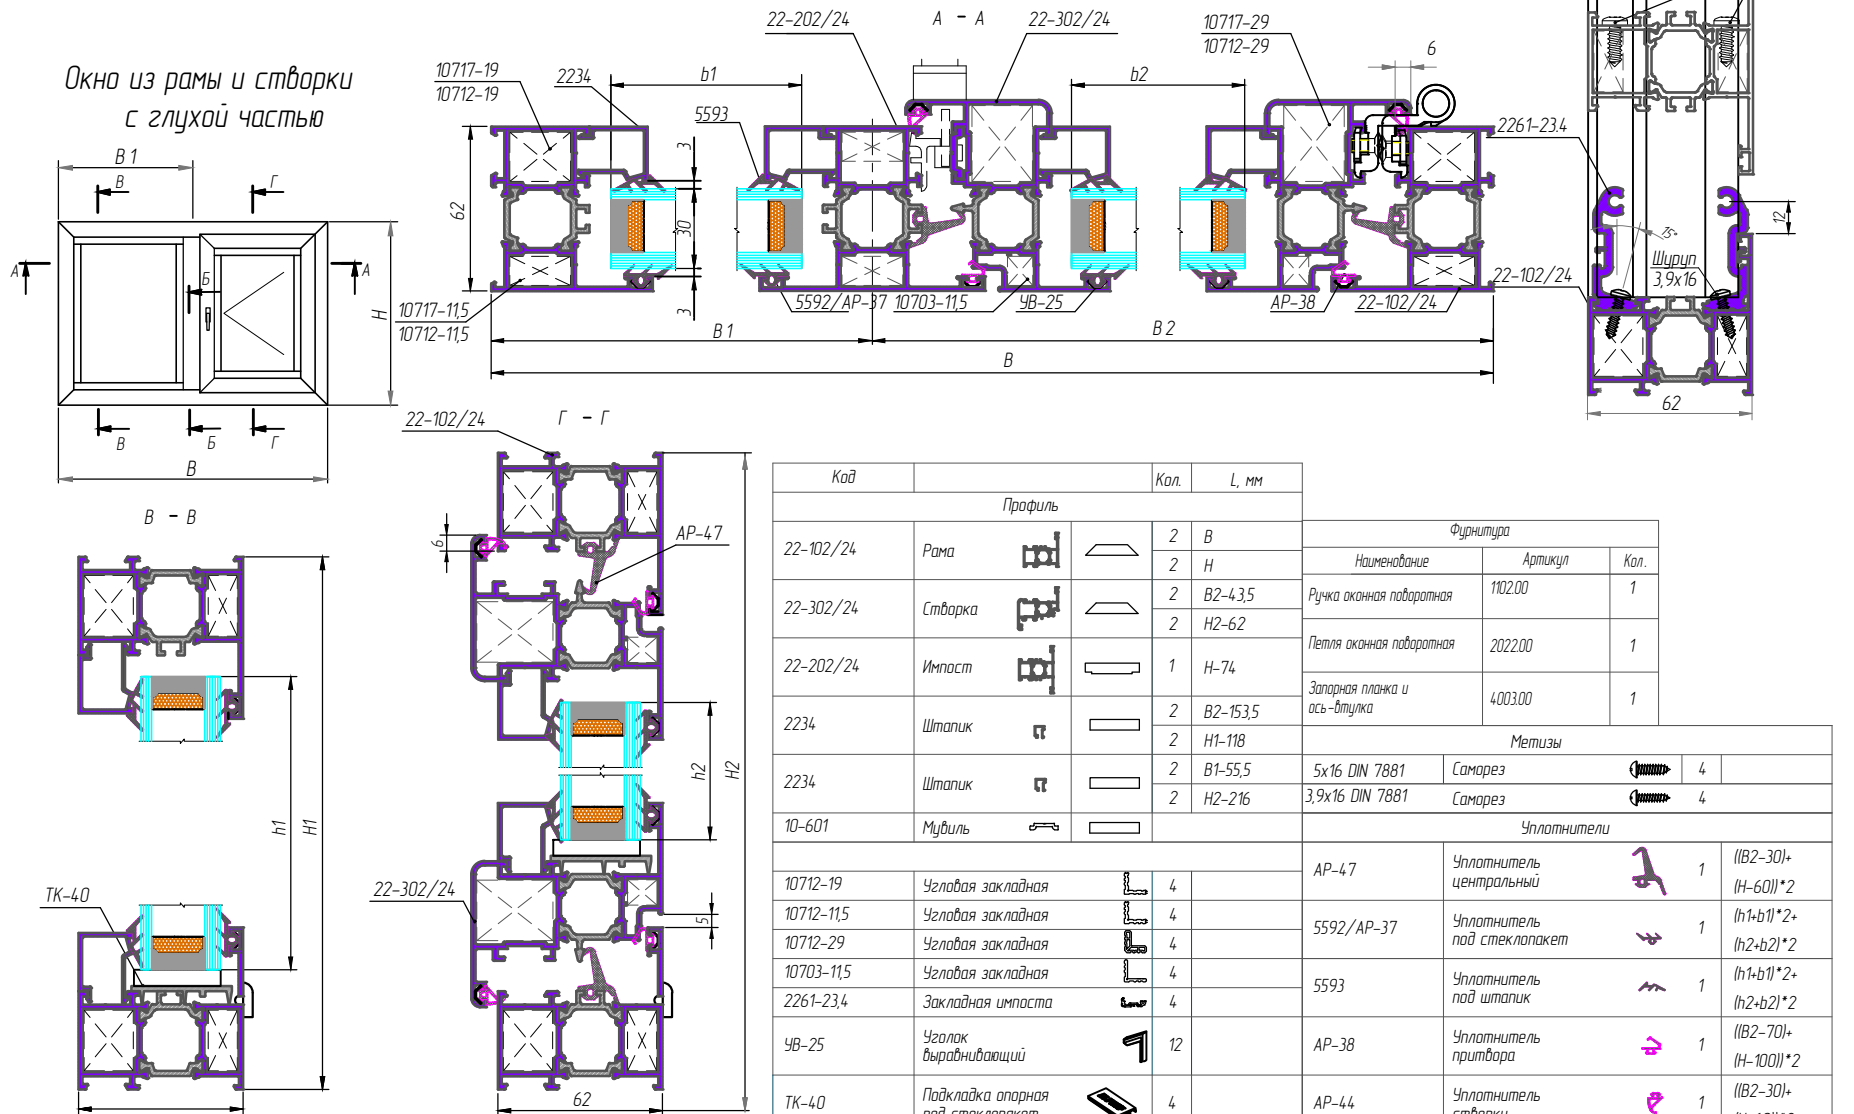 Окно из рамы и створки
с глухой частью
В 1
В
Г
А
А
Б
Н
В
Б
Г
В
А - А
22-202/24
22-302/24
10717-29
10712-29
6
10717-19
10712-19
2234
b1
b2
5593
3
62
30
3
10717-11,5
10712-11,5
5592/АР-37
10703-11,5
УВ-25
АР-38
22-102/24
В 1
В 2
В
2261-23.4
12
15°
Шуруп
3,9х16
22-102/24
62
22-102/24
Г - Г
АР-47
6
h2
Н2
22-302/24
5
62
В - В
h1
Н1
ТК-40
Код
Кол.
L, мм
Профиль
22-102/24
Рама
2
В
2
Н
22-302/24
Створка
2
В2-43,5
2
Н2-62
22-202/24
Импост
1
Н-74
2234
Штапик
2
В2-153,5
2
Н1-118
2234
Штапик
2
В1-55,5
2
Н2-216
10-601
Мувиль
10712-19
Угловая закладная
4
10712-11,5
Угловая закладная
4
10712-29
Угловая закладная
4
10703-11,5
Угловая закладная
4
2261-23,4
Закладная импоста
4
УВ-25
Уголок
выравнивающий
12
ТК-40
Подкладка опорная
под стеклопакет
4
Фурнитура
Наименование
Артикул
Кол.
Ручка оконная поворотная
1102.00
1
Петля оконная поворотная
2022.00
1
Запорная планка и
ось-втулка
4003.00
1
Метизы
5х16 DIN 7881
Саморез
4
3,9х16 DIN 7881
Саморез
4
Уплотнители
АР-47
Уплотнитель
центральный
1
((В2-30)+
(Н-60))*2
5592/АР-37
Уплотнитель
под стеклопакет
1
(h1+b1)*2+
(h2+b2)*2
5593
Уплотнитель
под штапик
1
(h1+b1)*2+
(h2+b2)*2
АР-38
Уплотнитель
притвора
1
((В2-70)+
(Н-100))*2
АР-44
Уплотнитель
створки
1
((В2-30)+